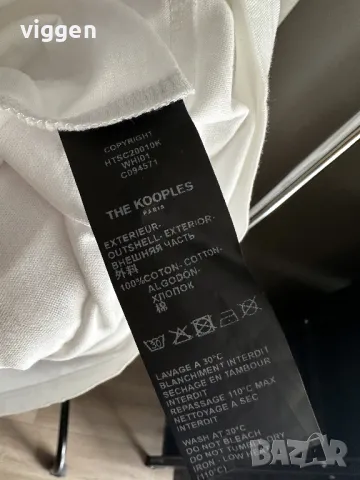 viggen
COPYRIGHT
HTSC20010K
WHI01
C094571
THE KOOPLES
PARIS
EXTERIEUR-
OUTSHELL- EXTERIOR-
ВНЕШНЯЯ ЧАСТЬ
外料
100%COTON- COTTON-
ALGODÓN-
ХЛОПОК
棉
LAVAGE A 30°C
BLANCHIMENT INTERDIT
SECHAGE EN TAMBOUR
INTERDIT
REPASSAGE 110°C MAX
NETTOYAGE A SEC
INTERDIT
WASH AT 30°C
DO NOT BLEACH
DO NOT TUMBLE DRY
IRON - LOW HEAT
(110°C)
BAZAR